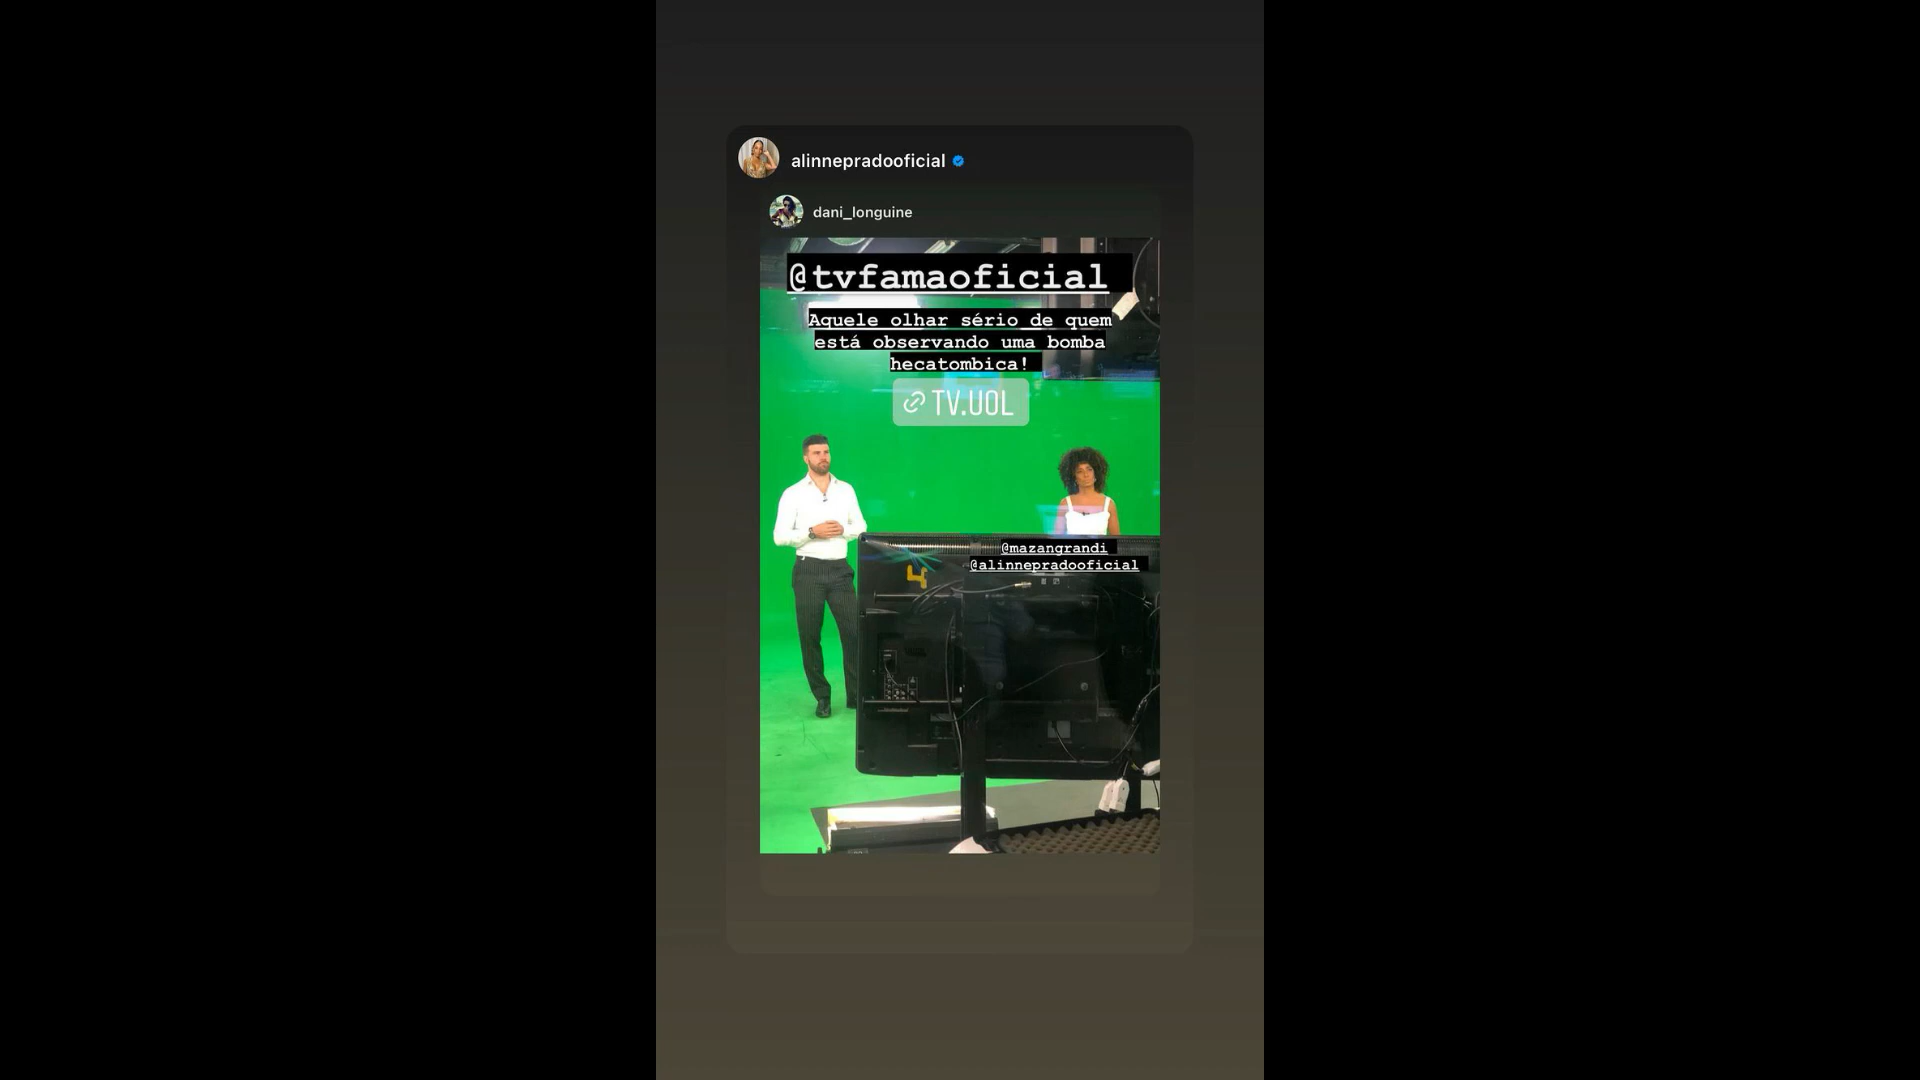 alinnepradooficial
dani_longuine
@tvfamaoficial
Aquele olhar sério de quem
está observando uma bomba
hecatombica!
TV.UOL
@mazangrandi
@alinnepradooficial
4